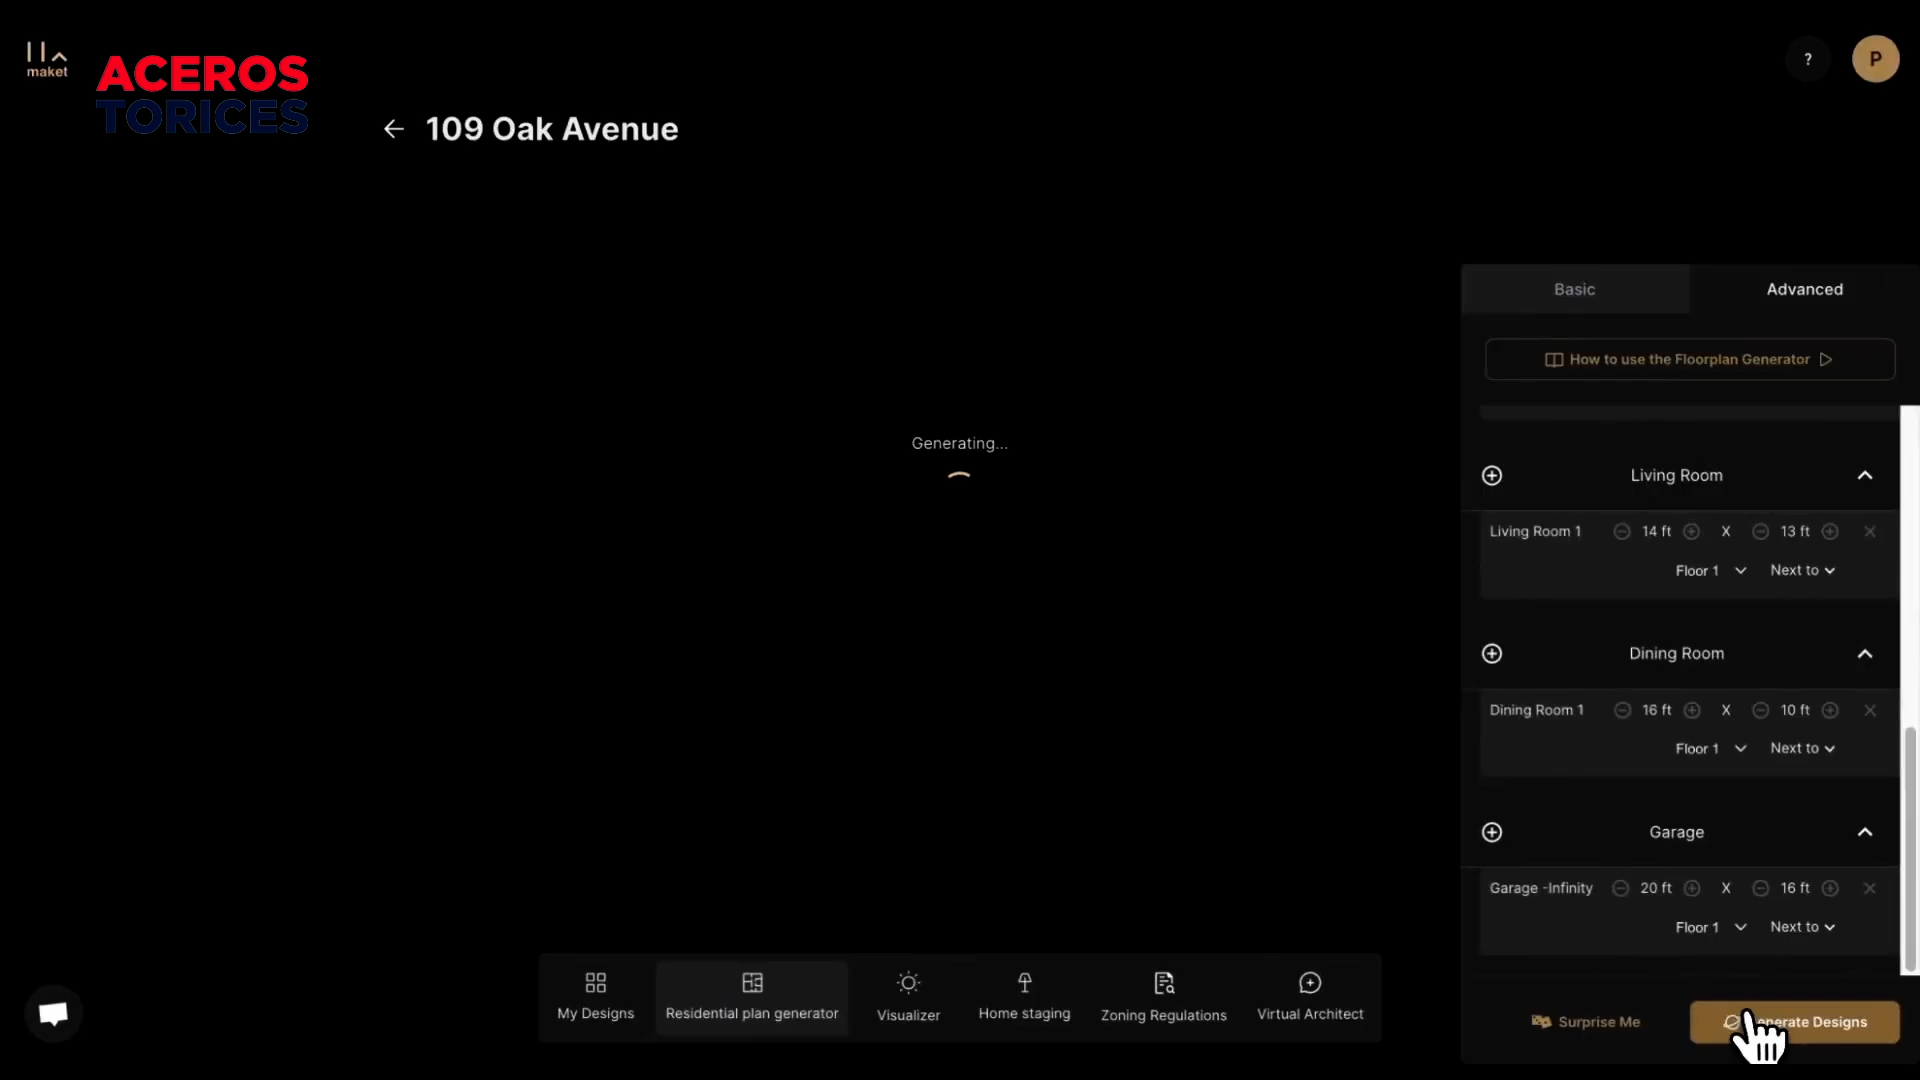 maket
ACEROS
TORICES
109 Oak Avenue
?
P
Basic
Advanced
How to use the Floorplan Generator
Generating...
Living Room
Living Room 1 14 ft X 13 ft
Floor 1 Next to
Dining Room
Dining Room 1 16 ft X 10 ft
Floor 1 Next to
Garage
Garage -Infinity 20 ft X 16 ft
Floor 1 Next to
My Designs
Residential plan generator
Visualizer
Home staging
Zoning Regulations
Virtual Architect
Surprise Me
Designs